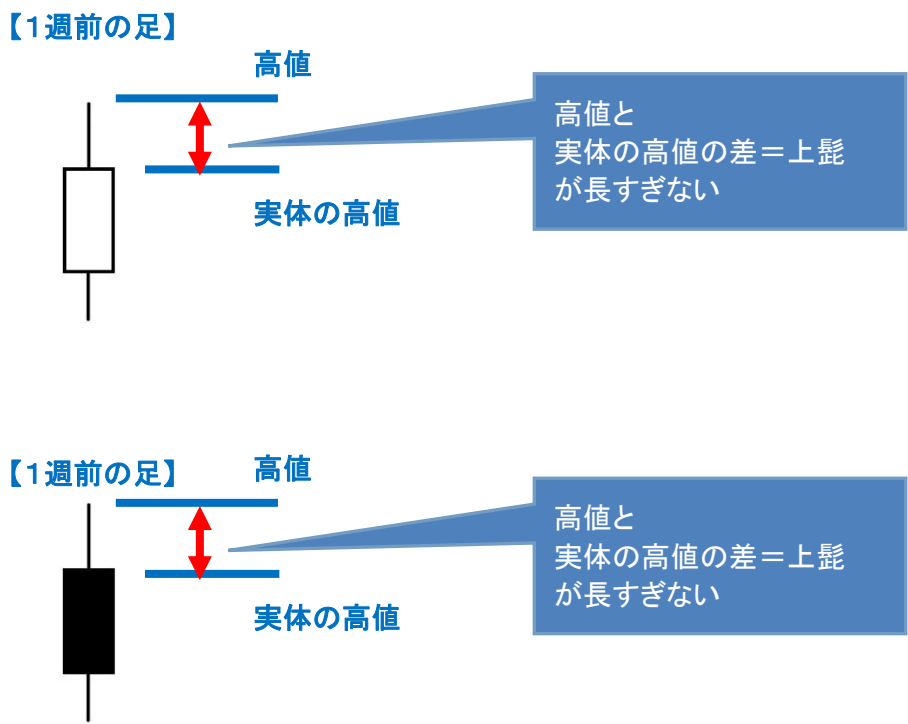 【１週前の足】
高値
高値と
実体の高値の差＝上髭
が長すぎない
実体の高値
【１週前の足】
高値
高値と
実体の高値の差＝上髭
が長すぎない
実体の高値